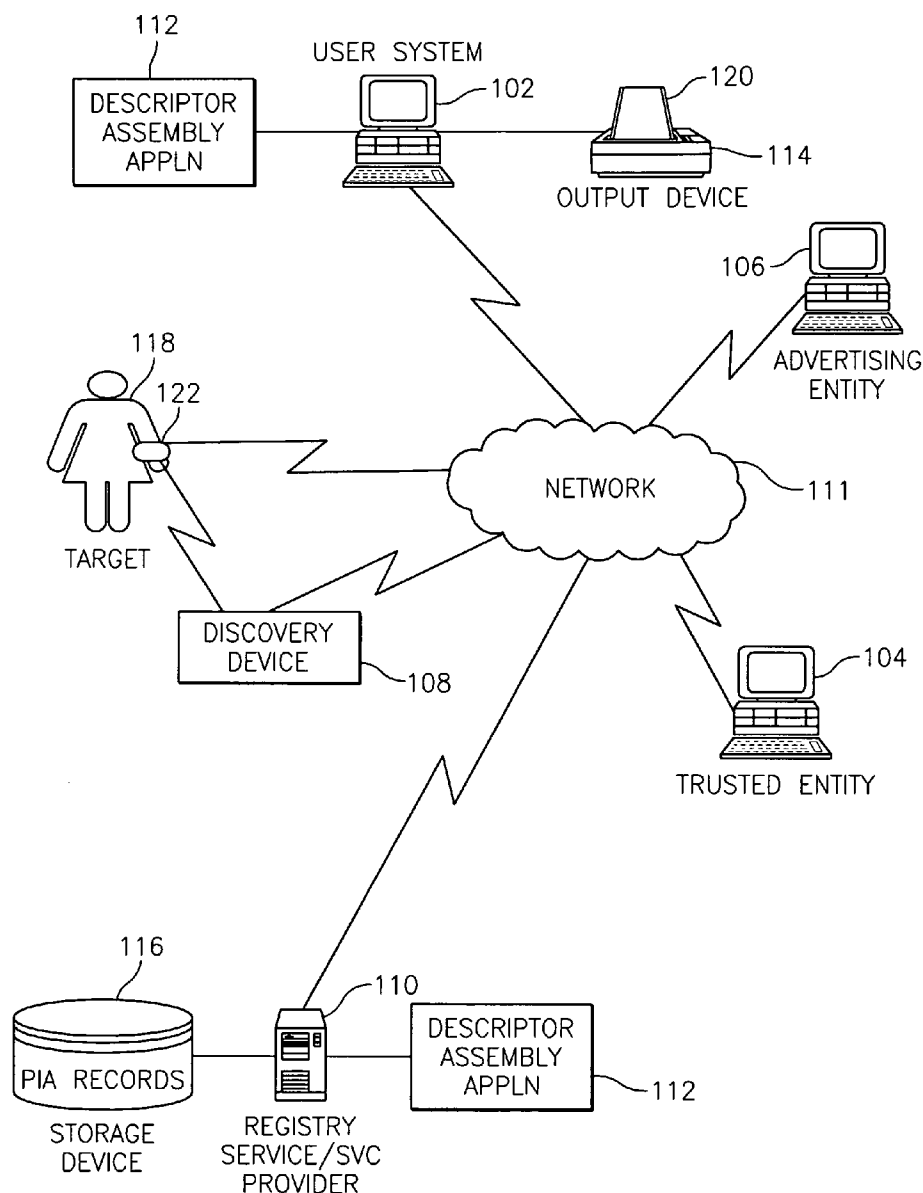 112
USER SYSTEM
102
120
DESCRIPTOR
ASSEMBLY
APPLN
114
OUTPUT DEVICE
106
ADVERTISING
ENTITY
118
122
NETWORK
111
TARGET
DISCOVERY
DEVICE
108
104
TRUSTED ENTITY
116
110
PIA RECORDS
STORAGE
DEVICE
REGISTRY
SERVICE/SVC
PROVIDER
DESCRIPTOR
ASSEMBLY
APPLN
112